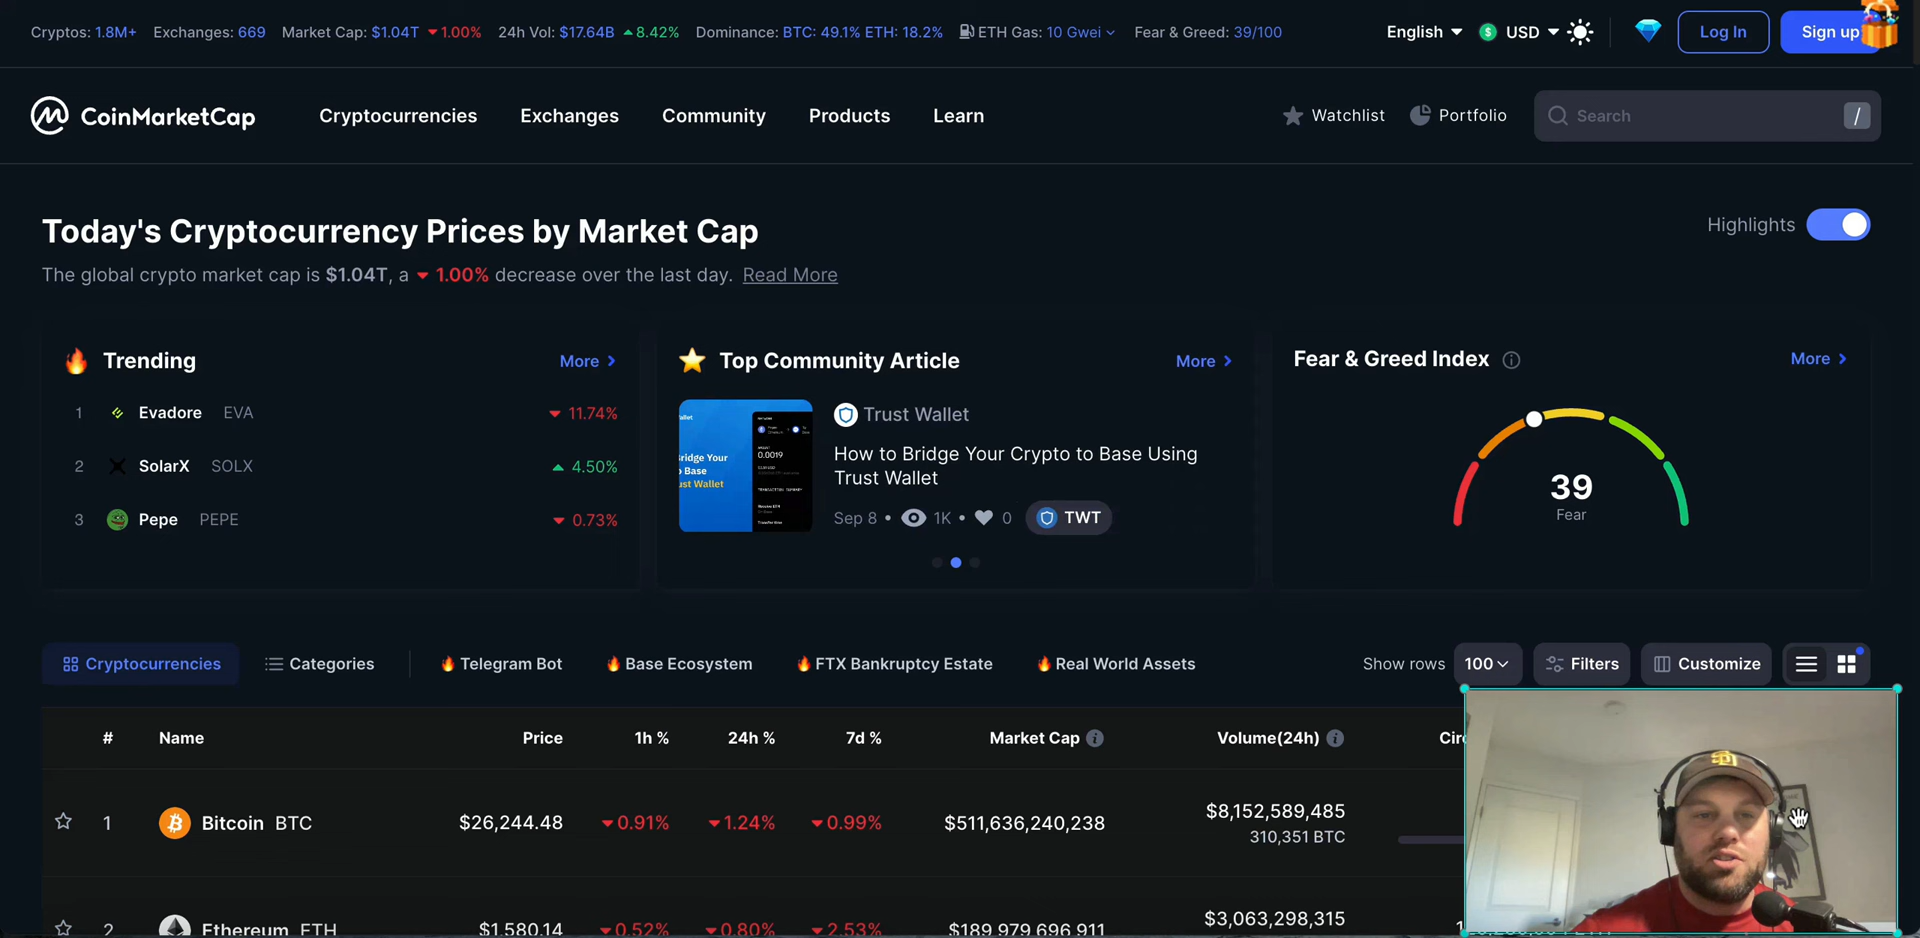 Cryptos: 1.8M+ Exchanges: 669 Market Cap: $1.04T 1.00% 24h Vol: $17.64B 8.42% Dominance: BTC: 49.1% ETH: 18.2% ETH Gas: 10 Gwei Fear & Greed: 39/100 English $ USD Log In Sign up
CoinMarketCap Cryptocurrencies Exchanges Community Products Learn Watchlist Portfolio Search /
Today's Cryptocurrency Prices by Market Cap Highlights
The global crypto market cap is $1.04T, a 1.00% decrease over the last day. Read More
Trending More
1 Evadore EVA 11.74%
2 SolarX SOLX 4.50%
3 Pepe PEPE 0.73%
Top Community Article More
Trust Wallet
How to Bridge Your Crypto to Base Using
Trust Wallet
Sep 8 • 1K • 0 TWT
Bridge Your
Base
ust Wallet
0.0019
Fear & Greed Index More
39
Fear
Cryptocurrencies Categories Telegram Bot Base Ecosystem FTX Bankruptcy Estate Real World Assets Show rows 100 Filters Customize
# Name Price 1h % 24h % 7d % Market Cap Volume(24h) Circ
1 Bitcoin BTC $26,244.48 0.91% 1.24% 0.99% $511,636,240,238 $8,152,589,485
310,351 BTC
2 Ethereum ETH $1,580.14 0.52% 0.80% 2.53% $189,979,696,911 $3,063,298,315
SD